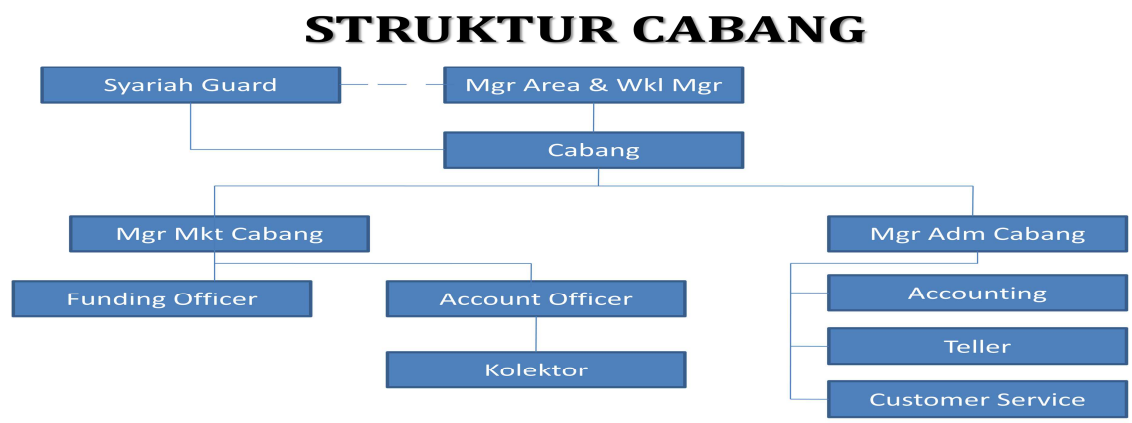 STRUKTUR CABANG
Syariah Guard
Mgr Area & Wkl Mgr
Cabang
Mgr Mkt Cabang
Mgr Adm Cabang
Funding Officer
Account Officer
Accounting
Teller
Kolektor
Customer Service